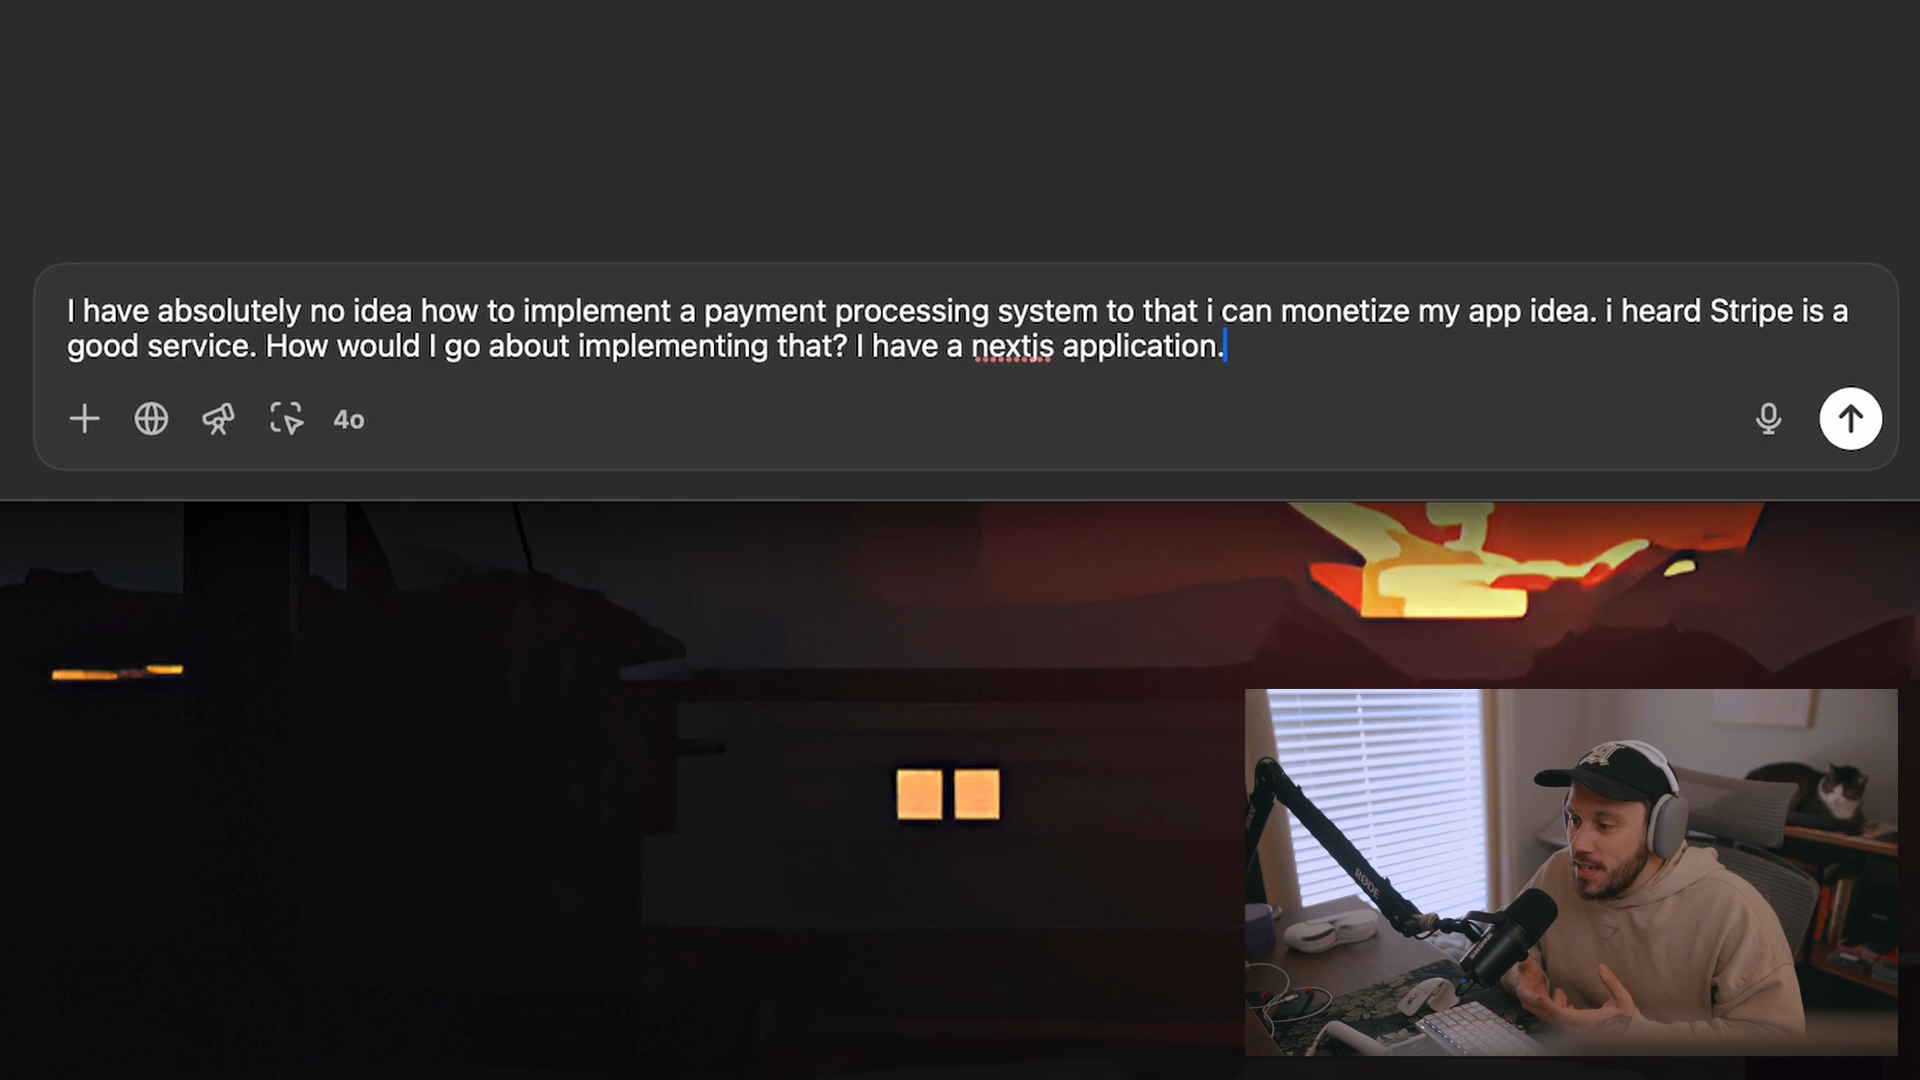 I have absolutely no idea how to implement a payment processing system to that i can monetize my app idea. i heard Stripe is a
good service. How would I go about implementing that? I have a nextjs application.
4o
RØDE